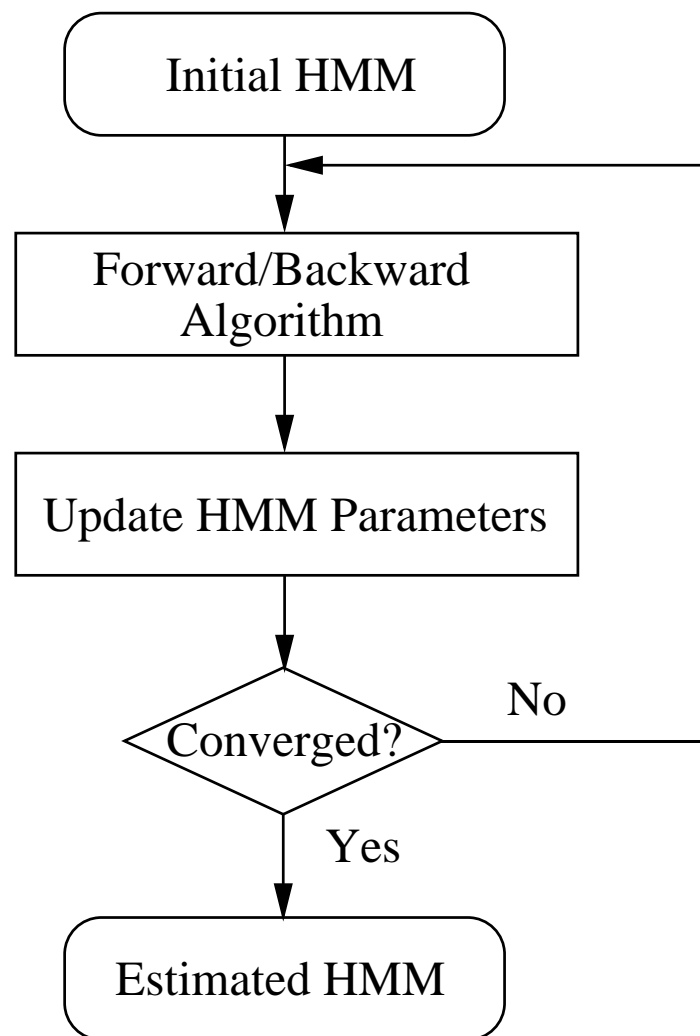 Initial HMM
Forward/Backward
Algorithm
Update HMM Parameters
Converged?
No
Yes
Estimated HMM